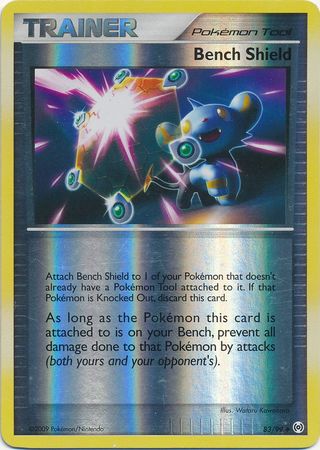 TRAINER
Pokémon Tool
Bench Shield
Attach Bench Shield to 1 of your Pokémon that doesn't
already have a Pokémon Tool attached to it. If that
Pokémon is Knocked Out, discard this card.
As long as the Pokémon this card is
attached to is on your Bench, prevent all
damage done to that Pokémon by attacks
(both yours and your opponent's).
Illus. Wataru Kawahara
©2009 Pokémon/Nintendo
83/99